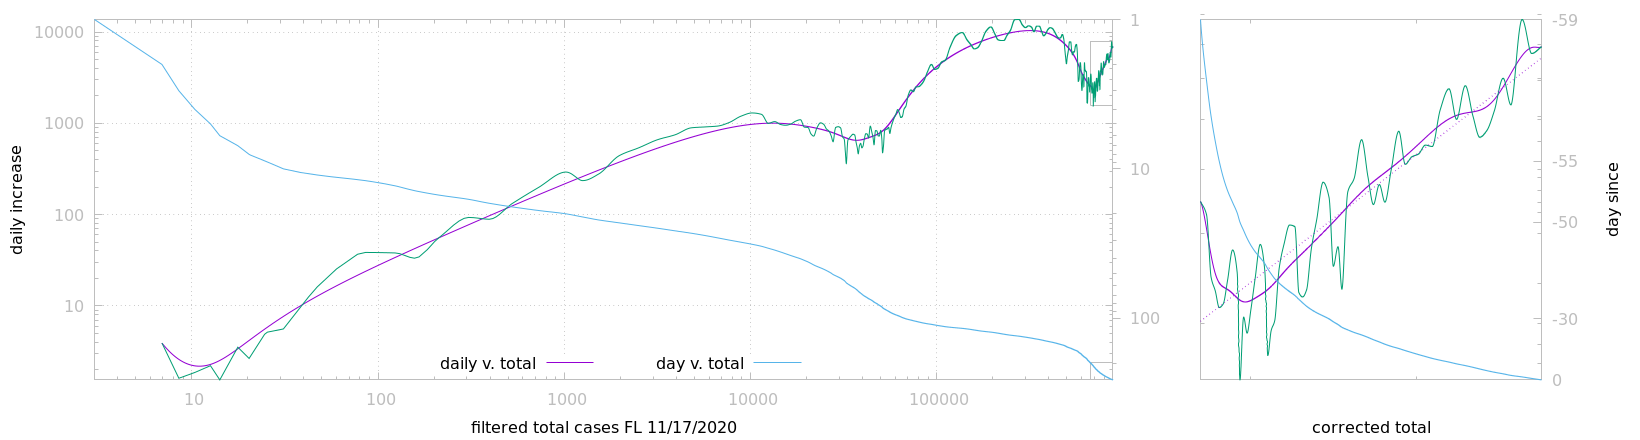 10000
1000
100
10
daily increase
10
100
1000
10000
100000
filtered total cases FL 11/17/2020
daily v. total
day v. total
1
10
100
-59
-55
-50
-30
0
day since
corrected total